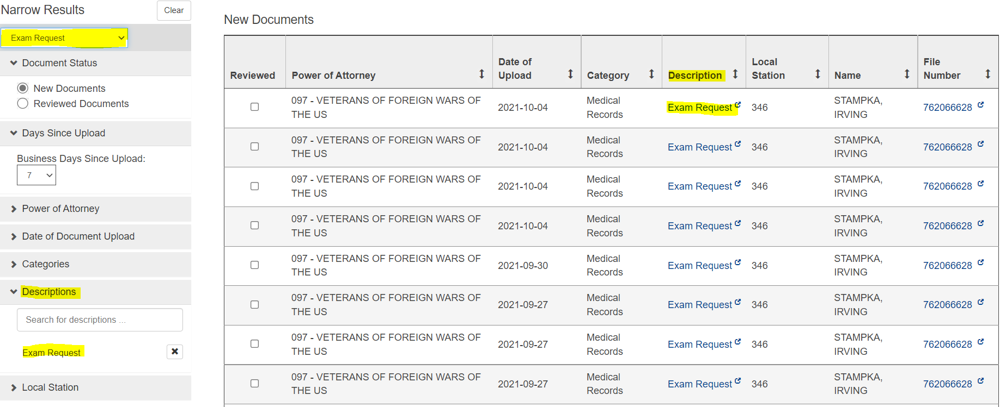 Narrow Results
Clear
Exam Request
Document Status
New Documents
Reviewed Documents
Days Since Upload
Business Days Since Upload:
7
Power of Attorney
Date of Document Upload
Categories
Descriptions
Search for descriptions ...
Exam Request
Local Station
New Documents
Reviewed Power of Attorney Date of Upload Category Description Local Station Name File Number
097 - VETERANS OF FOREIGN WARS OF Medical STAMPKA,
2021-10-04 Exam Request 346 762066628
THE US Records IRVING
097 - VETERANS OF FOREIGN WARS OF Medical STAMPKA,
2021-10-04 Exam Request 346 762066628
THE US Records IRVING
097 - VETERANS OF FOREIGN WARS OF Medical STAMPKA,
2021-10-04 Exam Request 346 762066628
THE US Records IRVING
097 - VETERANS OF FOREIGN WARS OF Medical STAMPKA,
2021-10-04 Exam Request 346 762066628
THE US Records IRVING
097 - VETERANS OF FOREIGN WARS OF Medical STAMPKA,
2021-09-30 Exam Request 346 762066628
THE US Records IRVING
097 - VETERANS OF FOREIGN WARS OF Medical STAMPKA,
2021-09-27 Exam Request 346 762066628
THE US Records IRVING
097 - VETERANS OF FOREIGN WARS OF Medical STAMPKA,
2021-09-27 Exam Request 346 762066628
THE US Records IRVING
097 - VETERANS OF FOREIGN WARS OF Medical STAMPKA,
2021-09-27 Exam Request 346 762066628
THE US Records IRVING